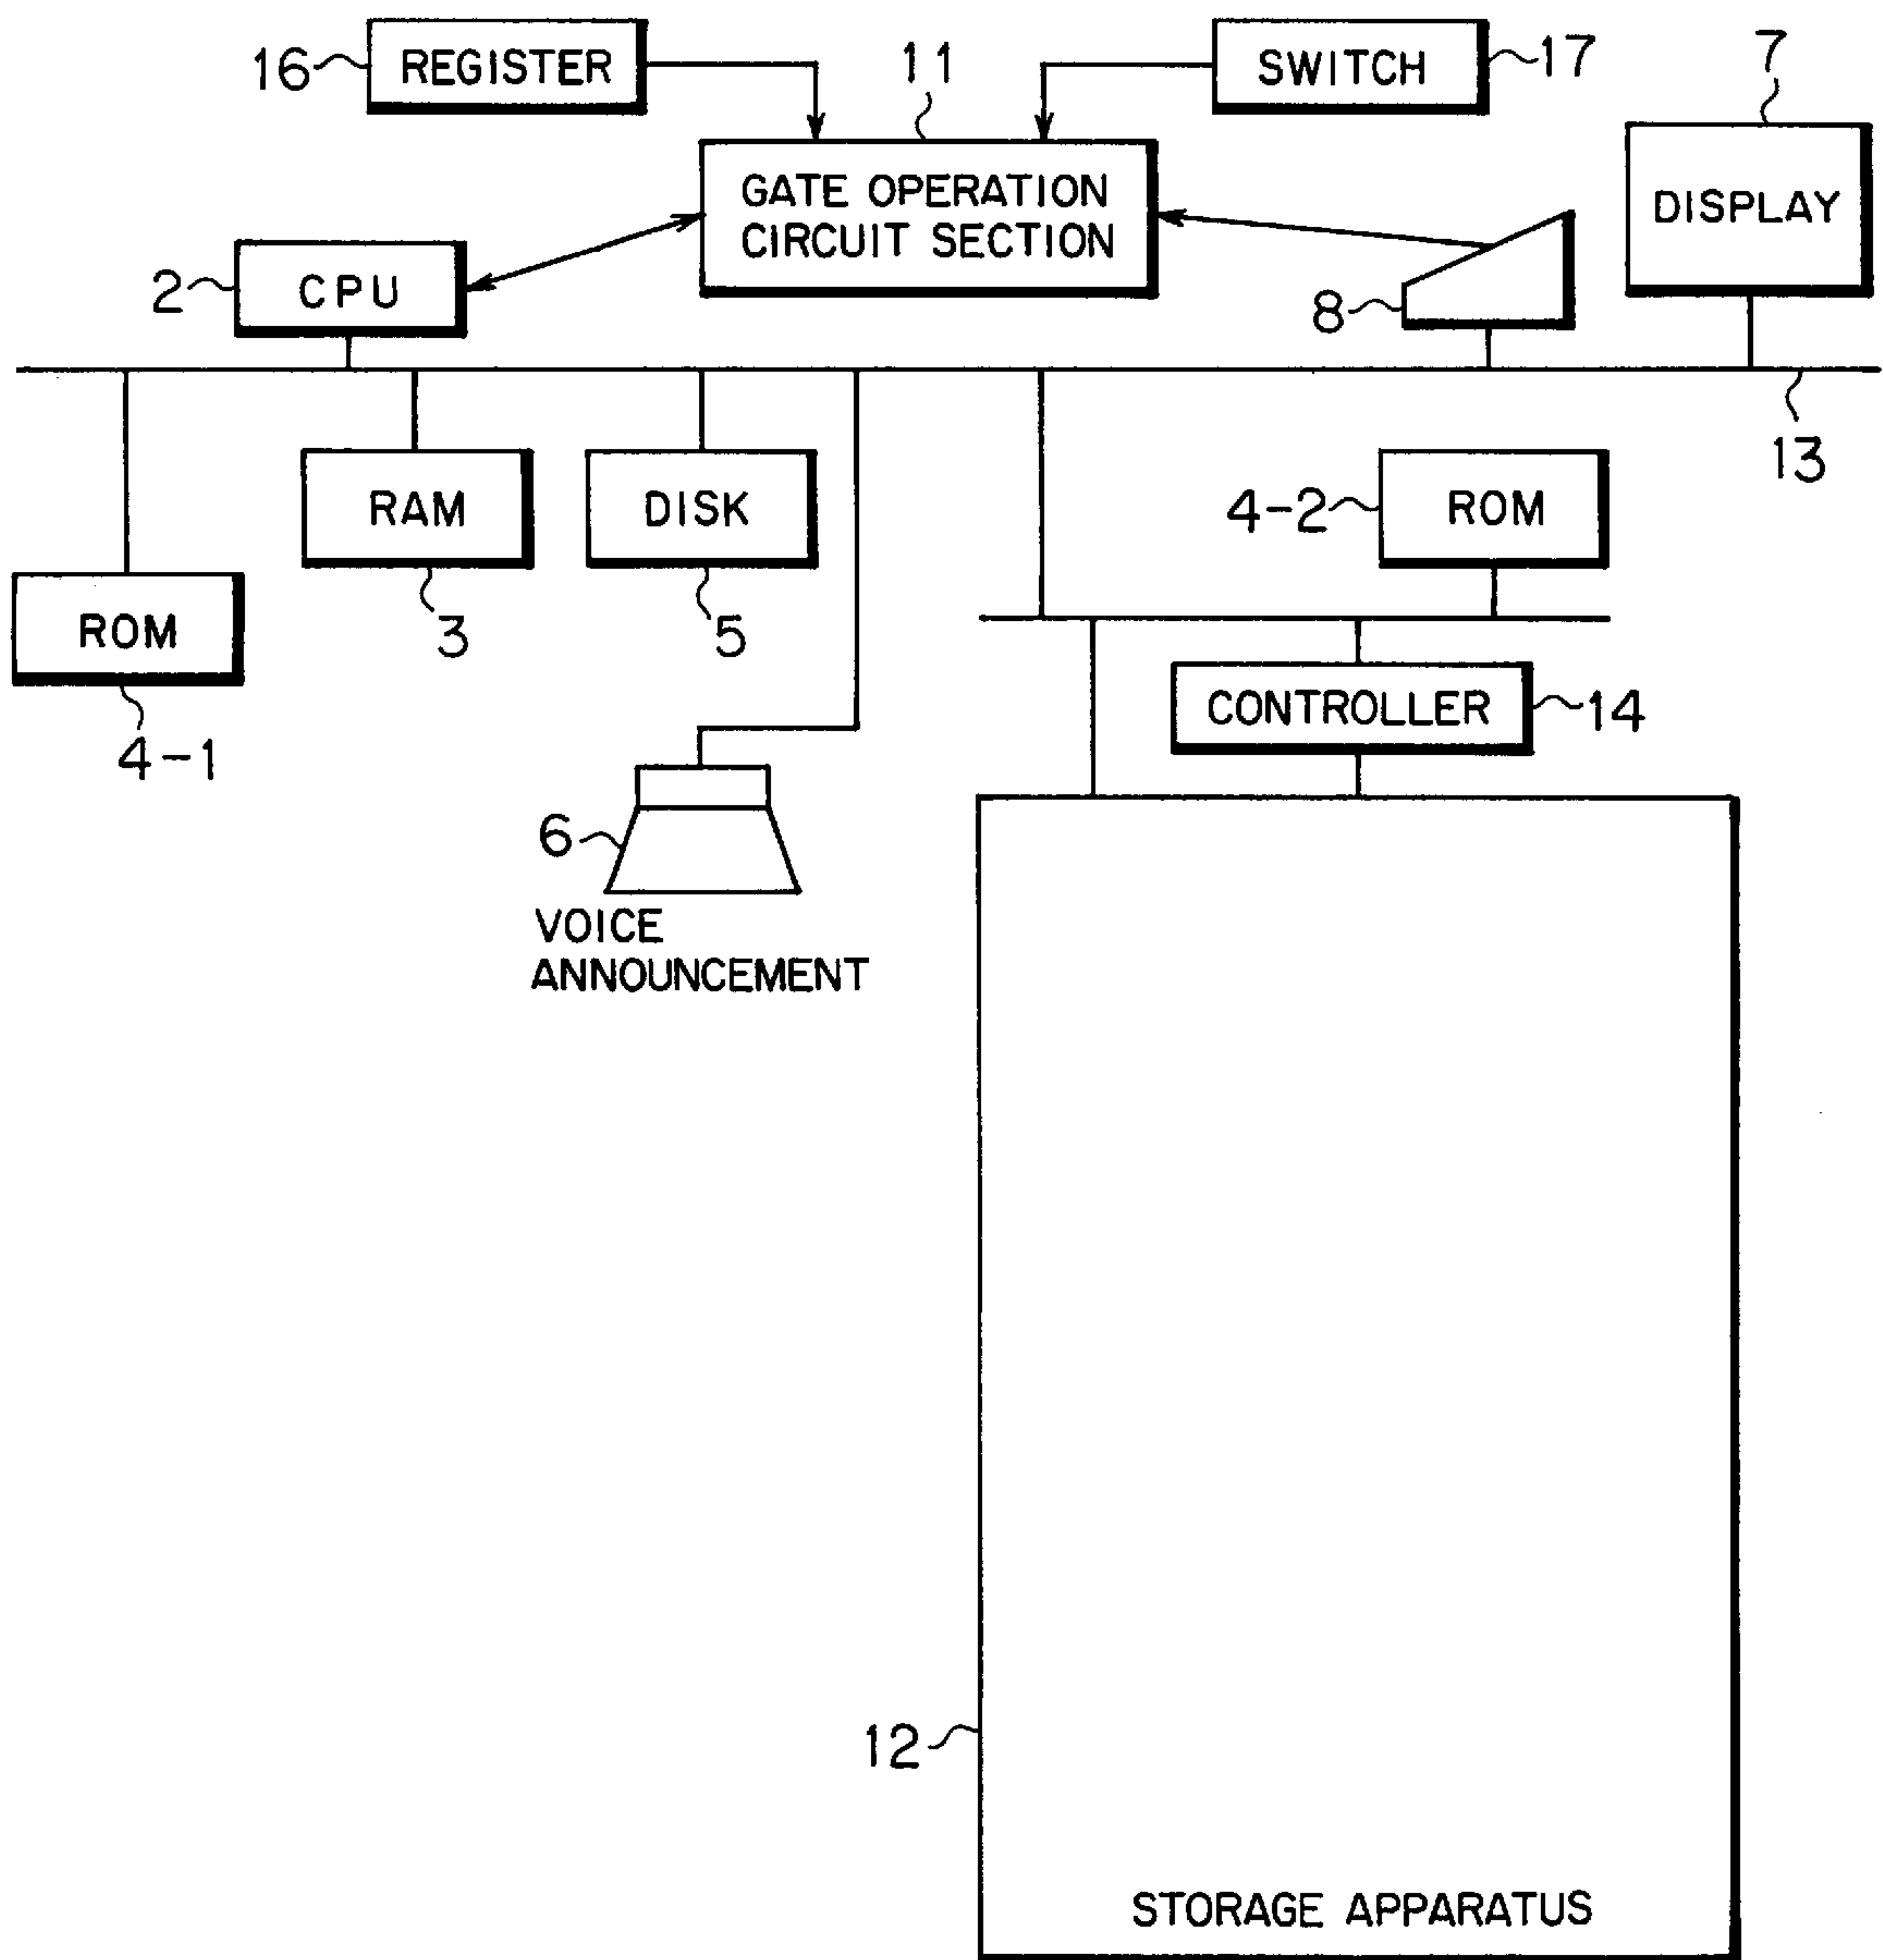 16
REGISTER
11
SWITCH
17
7
GATE OPERATION
CIRCUIT SECTION
DISPLAY
2
CPU
8
13
RAM
DISK
4-2
ROM
ROM
3
5
4-1
CONTROLLER
14
6
VOICE
ANNOUNCEMENT
12
STORAGE APPARATUS